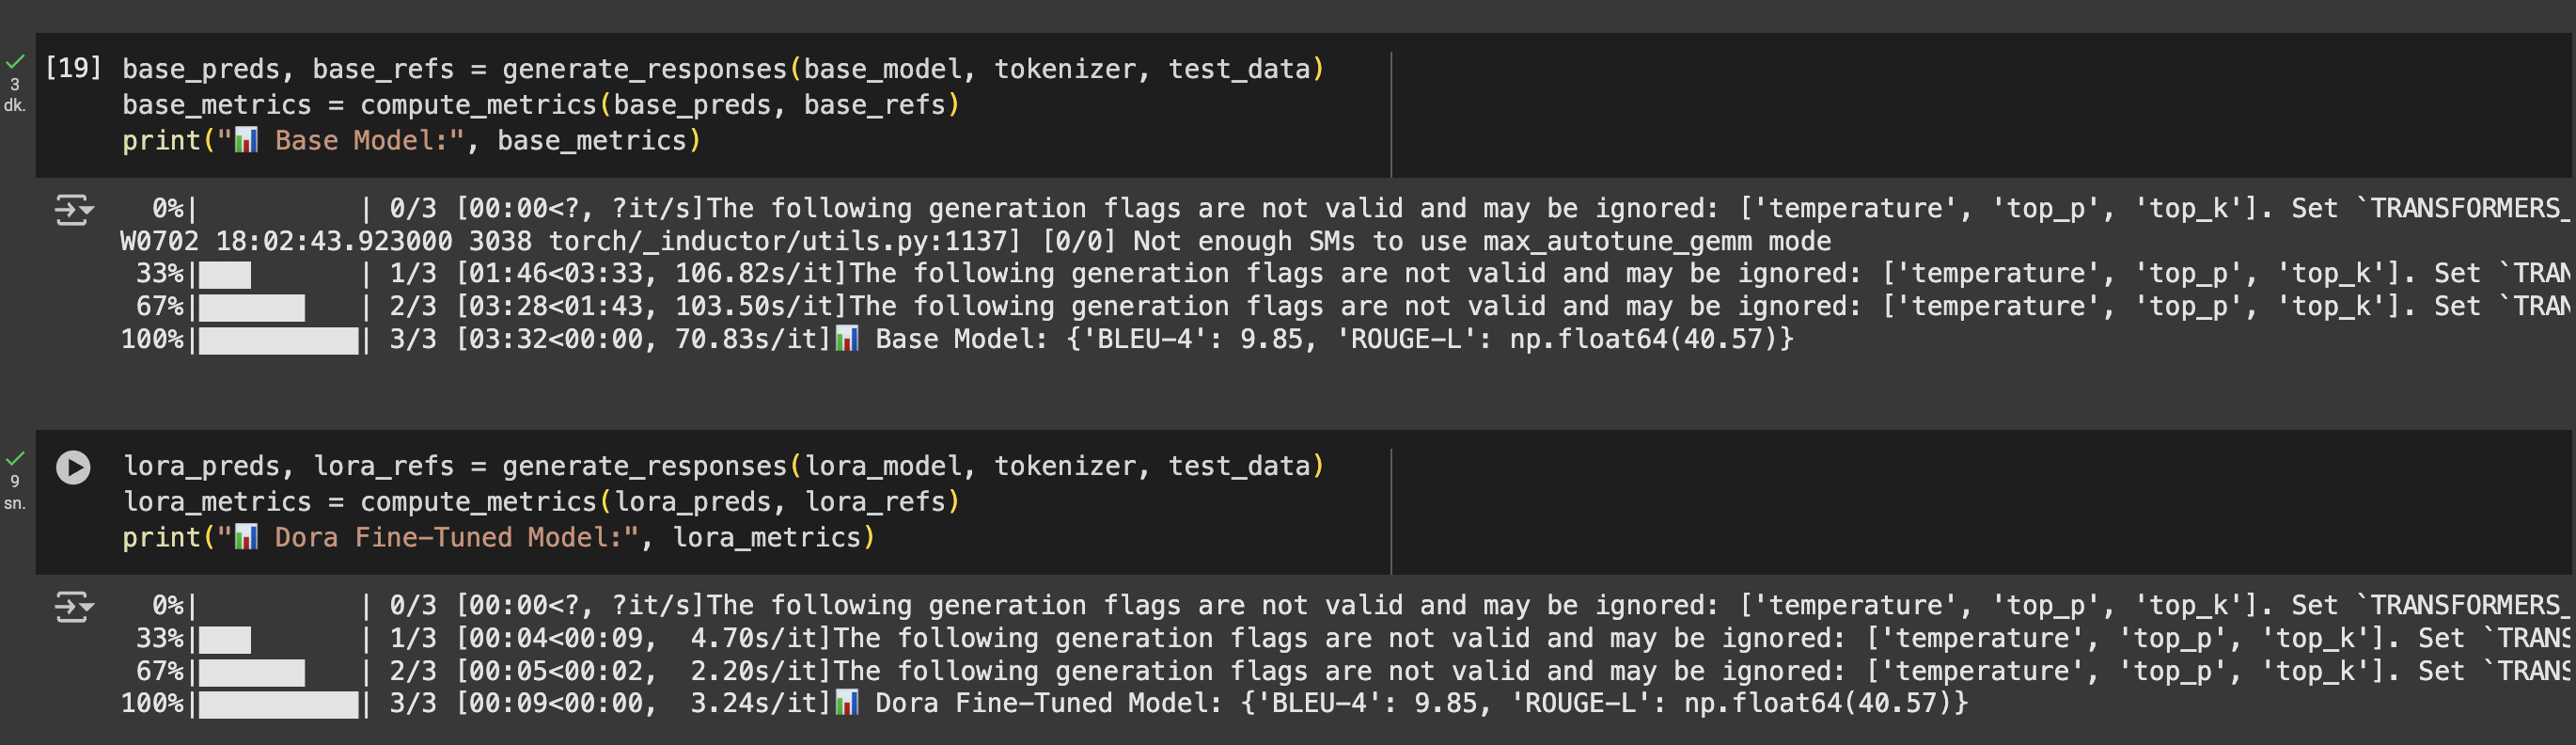 [19] base_preds, base_refs = generate_responses(base_model, tokenizer, test_data)
3
dk.
base_metrics = compute_metrics(base_preds, base_refs)
print("📊 Base Model:", base_metrics)
0%| | 0/3 [00:00<?, ?it/s]The following generation flags are not valid and may be ignored: ['temperature', 'top_p', 'top_k']. Set `TRANSFORMERS_
W0702 18:02:43.923000 3038 torch/_inductor/utils.py:1137] [0/0] Not enough SMs to use max_autotune_gemm mode
33%|███ | 1/3 [01:46<03:33, 106.82s/it]The following generation flags are not valid and may be ignored: ['temperature', 'top_p', 'top_k']. Set `TRAN
67%|██████ | 2/3 [03:28<01:43, 103.50s/it]The following generation flags are not valid and may be ignored: ['temperature', 'top_p', 'top_k']. Set `TRAN
100%|██████████| 3/3 [03:32<00:00, 70.83s/it]📊 Base Model: {'BLEU-4': 9.85, 'ROUGE-L': np.float64(40.57)}
lora_preds, lora_refs = generate_responses(lora_model, tokenizer, test_data)
9
sn.
lora_metrics = compute_metrics(lora_preds, lora_refs)
print("📊 Dora Fine-Tuned Model:", lora_metrics)
0%| | 0/3 [00:00<?, ?it/s]The following generation flags are not valid and may be ignored: ['temperature', 'top_p', 'top_k']. Set `TRANSFORMERS_
33%|███ | 1/3 [00:04<00:09, 4.70s/it]The following generation flags are not valid and may be ignored: ['temperature', 'top_p', 'top_k']. Set `TRANS
67%|██████ | 2/3 [00:05<00:02, 2.20s/it]The following generation flags are not valid and may be ignored: ['temperature', 'top_p', 'top_k']. Set `TRANS
100%|██████████| 3/3 [00:09<00:00, 3.24s/it]📊 Dora Fine-Tuned Model: {'BLEU-4': 9.85, 'ROUGE-L': np.float64(40.57)}